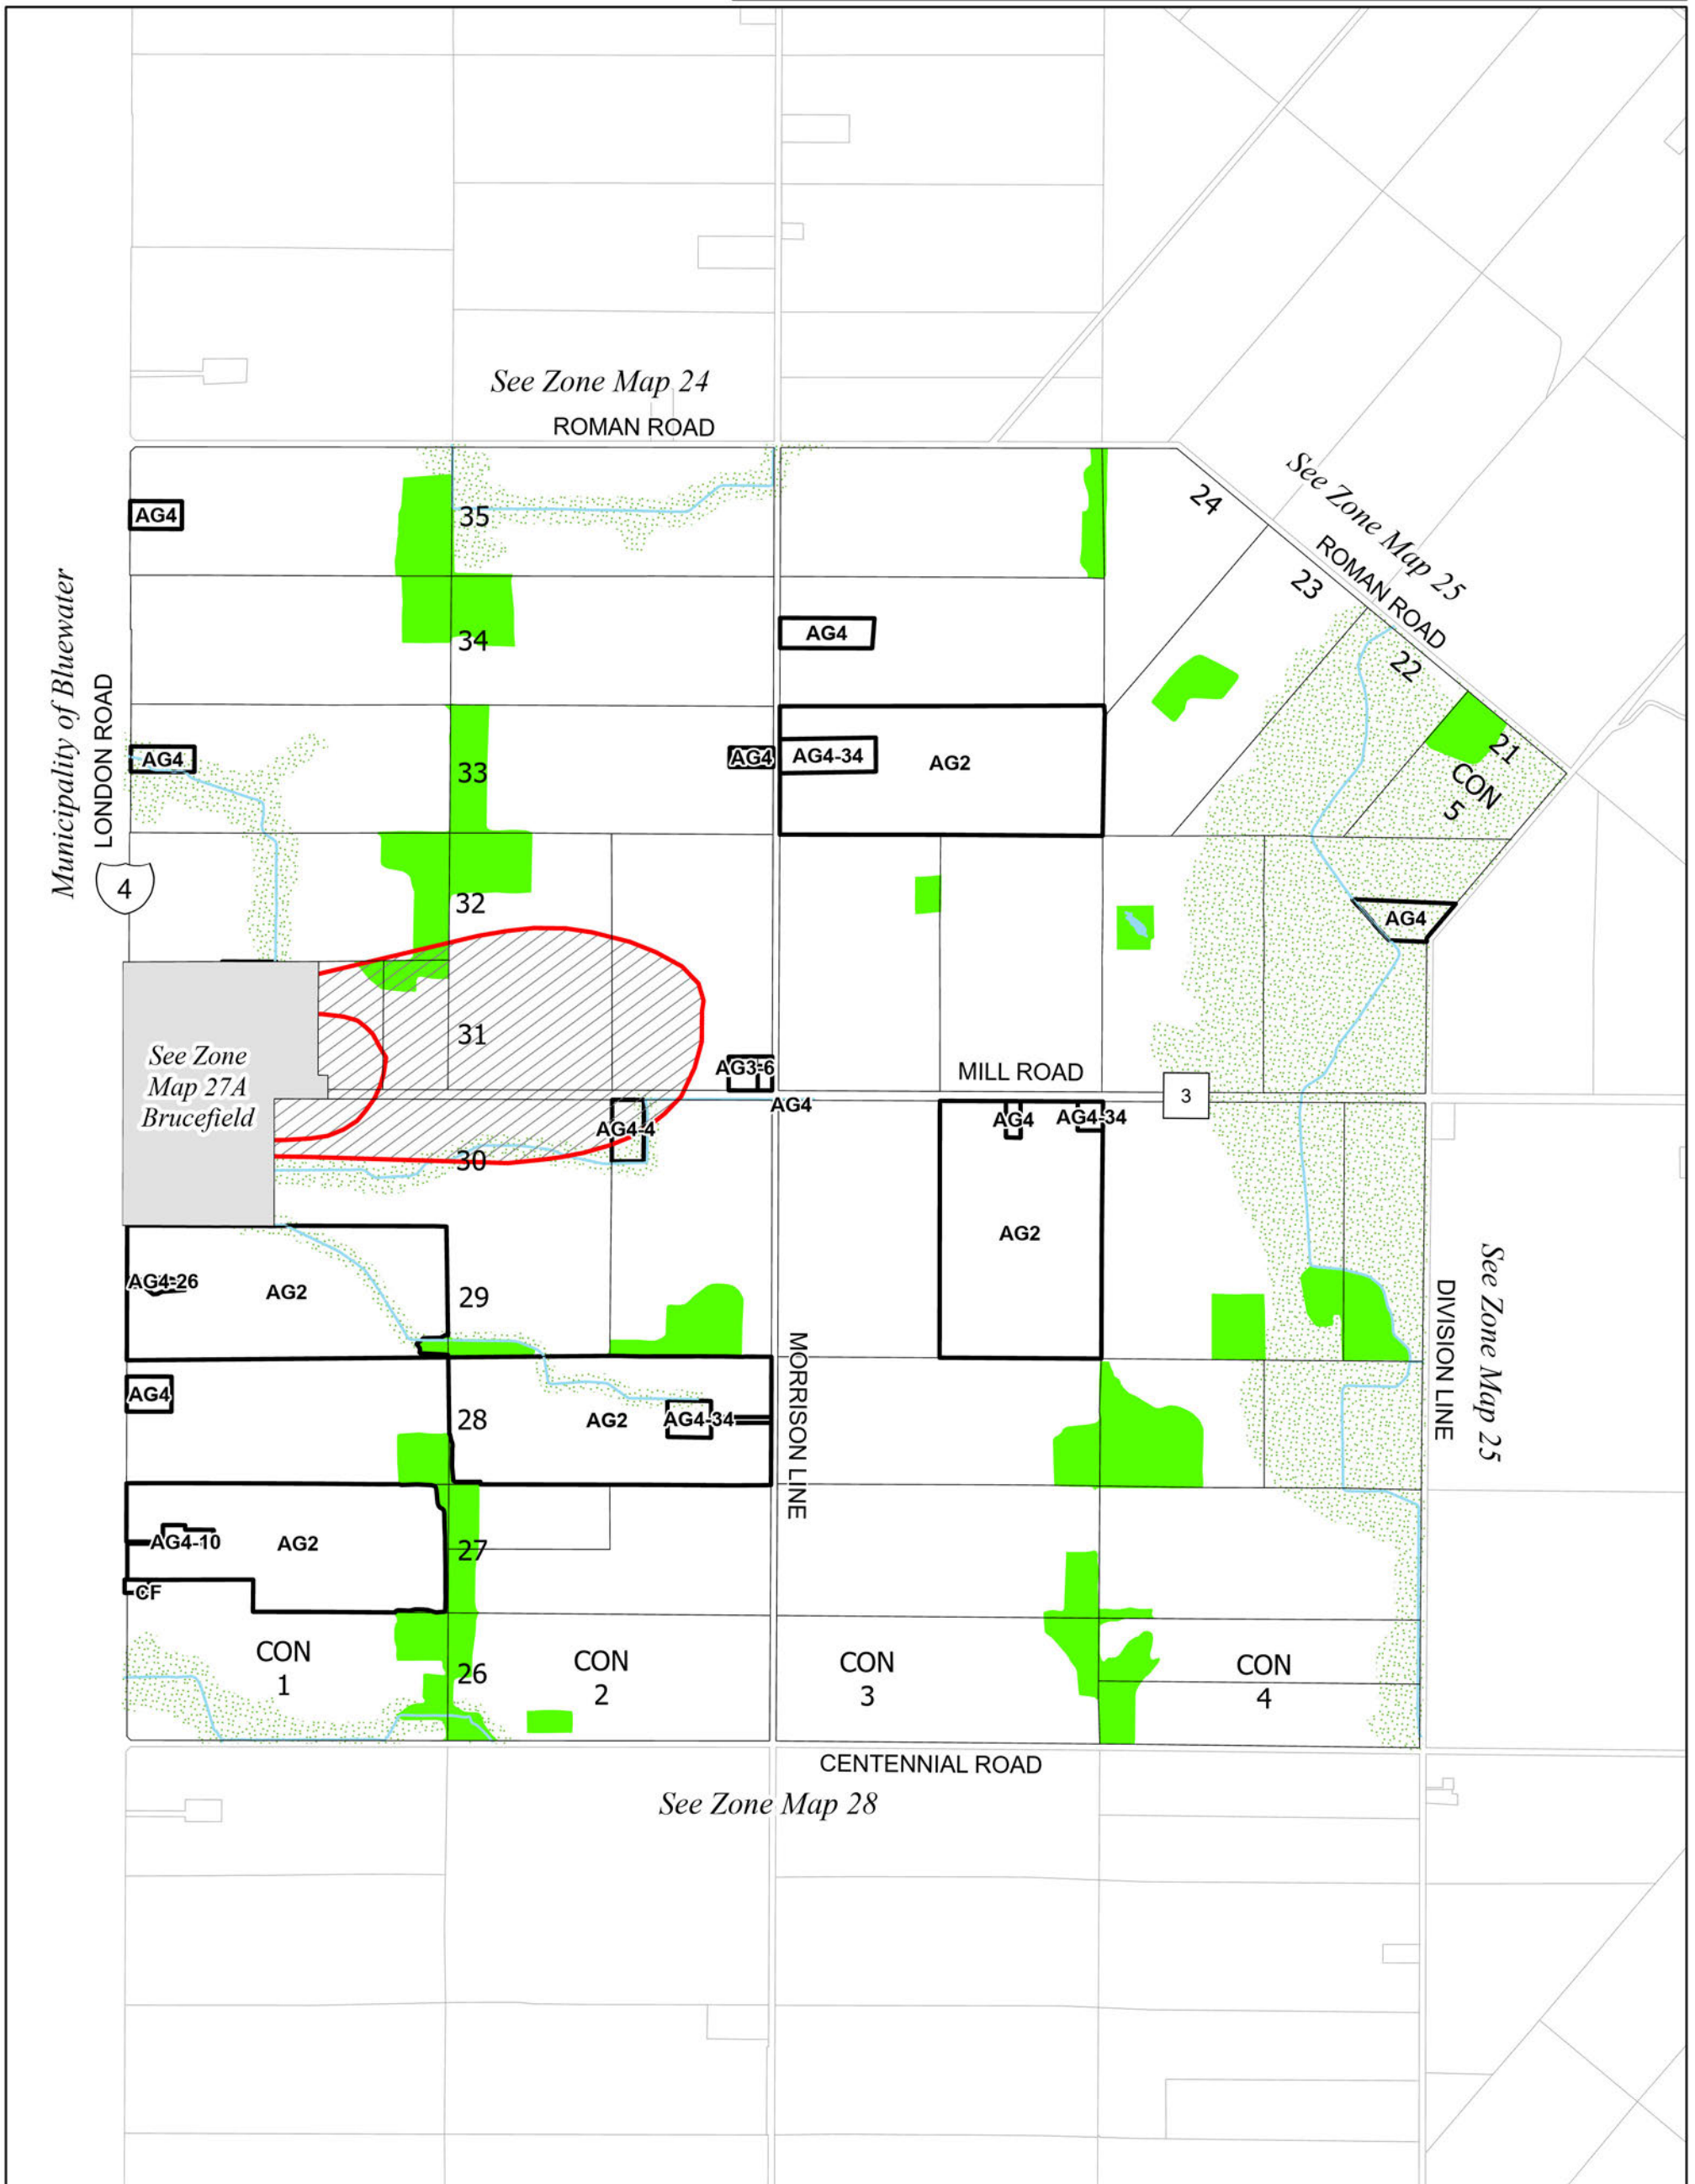 See Zone Map 24
ROMAN ROAD
See Zone Map 25
ROMAN ROAD
24
23
22
21
CON
5
AG4
35
34
AG4
Municipality of Bluewater
LONDON ROAD
4
AG4
33
AG4
AG4-34
AG2
32
AG4
31
See Zone
Map 27A
Brucefield
AG3-6
MILL ROAD
3
AG4
AG4-4
AG4
AG4-34
30
AG2
AG4-26
AG2
29
DIVISION LINE
See Zone Map 25
MORRISON LINE
AG4
28
AG2
AG4-34
AG4-10
AG2
27
CF
CON
1
26
CON
2
CON
3
CON
4
CENTENNIAL ROAD
See Zone Map 28